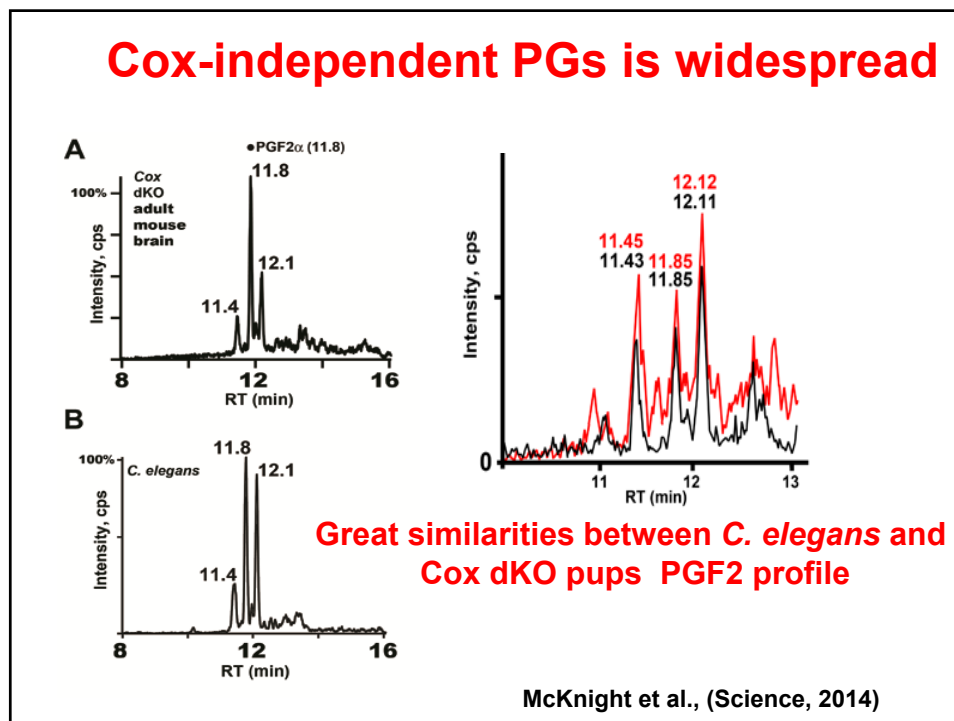 Cox-independent PGs is widespread
A
●PGF2α (11.8)
11.8
100%
Cox
dKO
adult
mouse
brain
12.1
11.4
Intensity, cps
8
12
16
RT (min)
B
11.8
100%
C. elegans
12.1
11.4
Intensity, cps
8
12
16
RT (min)
12.12
12.11
11.45
11.43
11.85
11.85
Intensity, cps
0
11
12
13
RT (min)
Great similarities between C. elegans and
Cox dKO pups PGF2 profile
McKnight et al., (Science, 2014)